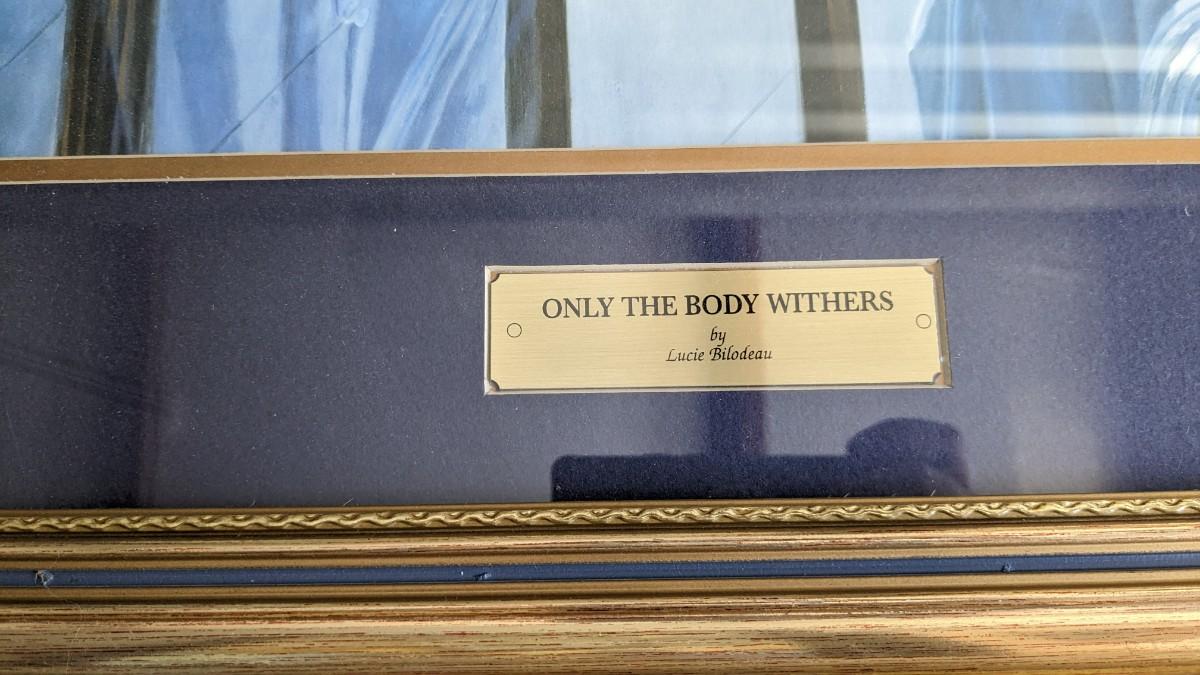 ONLY THE BODY WITHERS
by
Lucie Bilodeau